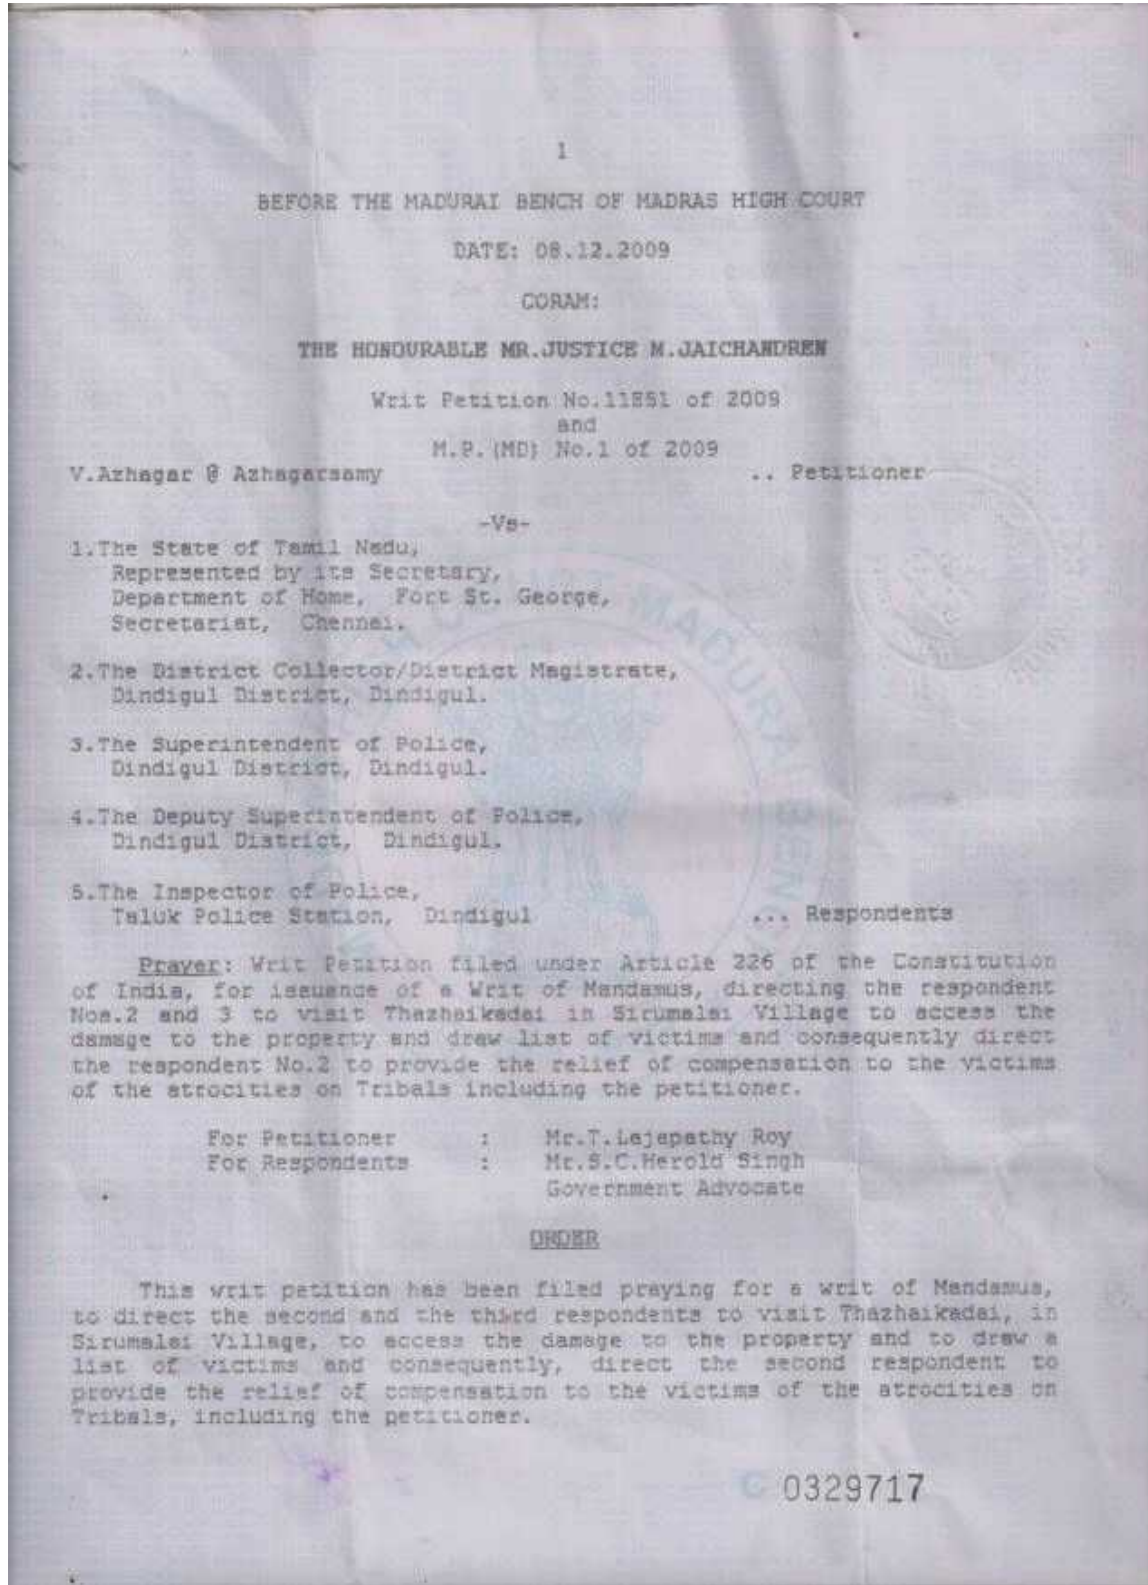 1
BEFORE THE MADURAI BENCH OF MADRAS HIGH COURT
DATE: 08.12.2009
CORAM:
THE HONOURABLE MR.JUSTICE M.JAICHANDREN
Writ Petition No.11851 of 2009
and
M.P.(MD) No.1 of 2009
V.Azhagar @ Azhagarsamy .. Petitioner
-Vs-
1.The State of Tamil Nadu,
Represented by its Secretary,
Department of Home, Fort St. George,
Secretariat, Chennai.
2.The District Collector/District Magistrate,
Dindigul District, Dindigul.
3.The Superintendent of Police,
Dindigul District, Dindigul.
4.The Deputy Superintendent of Police,
Dindigul District, Dindigul.
5.The Inspector of Police,
Taluk Police Station, Dindigul ... Respondents
Prayer: Writ Petition filed under Article 226 of the Constitution
of India, for issuance of a Writ of Mandamus, directing the respondent
Nos.2 and 3 to visit Thazhaikadai in Sirumalai Village to access the
damage to the property and draw list of victims and consequently direct
the respondent No.2 to provide the relief of compensation to the victims
of the atrocities on Tribals including the petitioner.
For Petitioner : Mr.T.Lajapathy Roy
For Respondents : Mr.S.C.Herold Singh
Government Advocate
ORDER
This writ petition has been filed praying for a writ of Mandamus,
to direct the second and the third respondents to visit Thazhaikadai, in
Sirumalai Village, to access the damage to the property and to draw a
list of victims and consequently, direct the second respondent to
provide the relief of compensation to the victims of the atrocities on
Tribals, including the petitioner.
C 0329717
COURT MADURAI BENCH